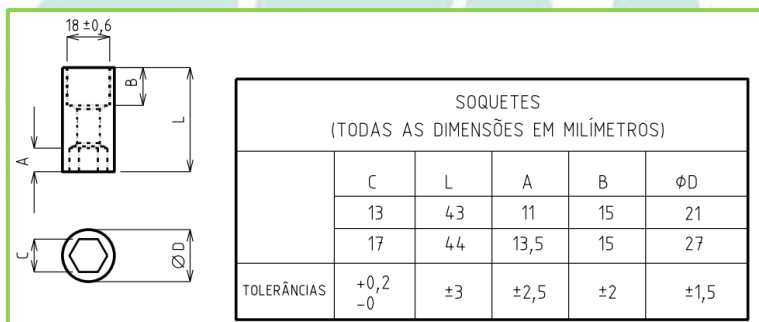 18 ±0,6
B
L
A
C
ØD
SOQUETES
(TODAS AS DIMENSÕES EM MILÍMETROS)
C L A B ØD
13 43 11 15 21
17 44 13,5 15 27
TOLERÂNCIAS +0,2 ±3 ±2,5 ±2 ±1,5
-0